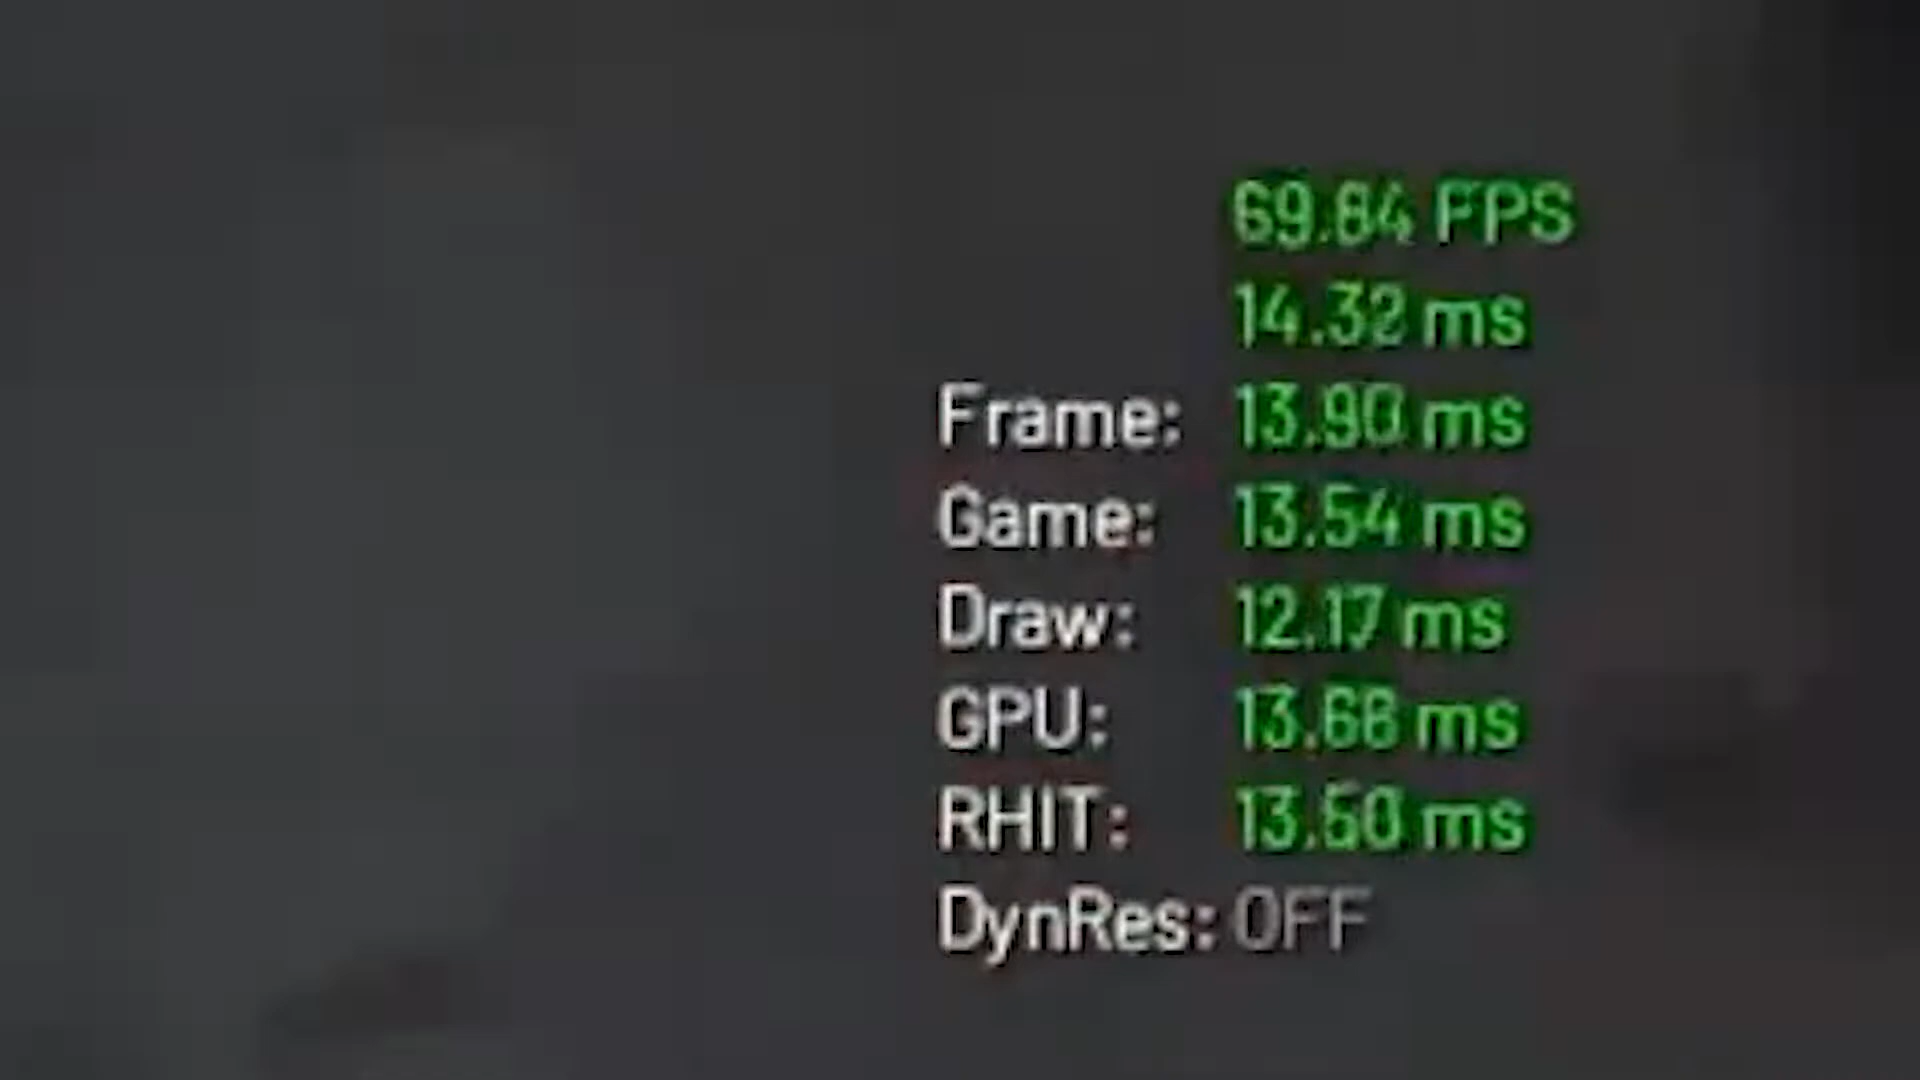 69.84 FPS
14.32 ms
Frame: 13.90 ms
Game: 13.54 ms
Draw: 12.17 ms
GPU: 13.68 ms
RHIT: 13.50 ms
DynRes: OFF